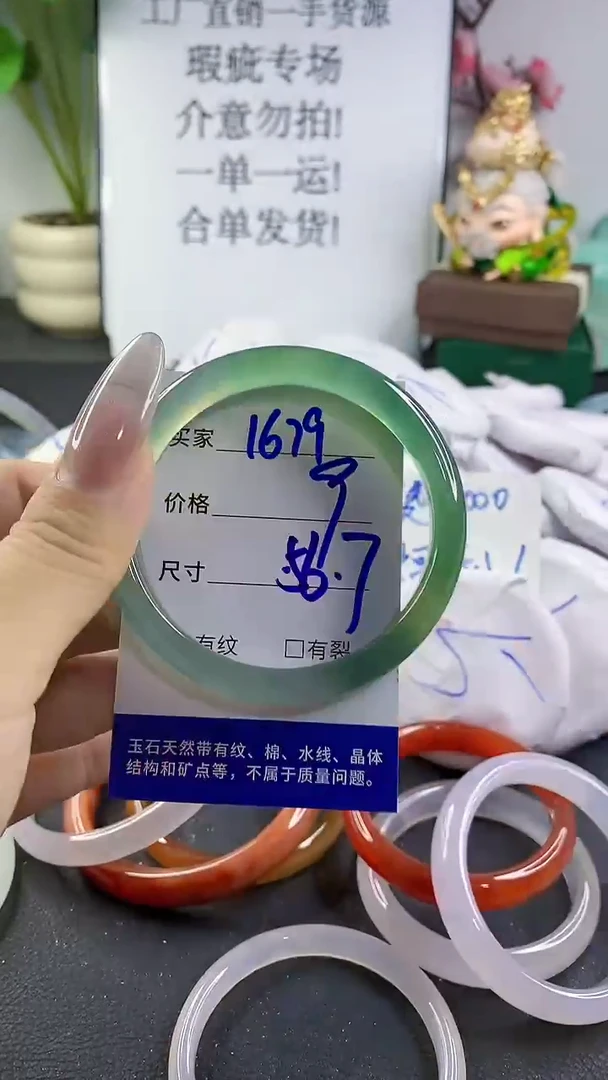 工厂直销一手货源
瑕疵专场
介意勿拍!
一单一运!
合单发货!
买家 1679
价格
尺寸 56.7
有纹 □有裂
玉石天然带有纹、棉、水线、晶体
结构和矿点等，不属于质量问题。